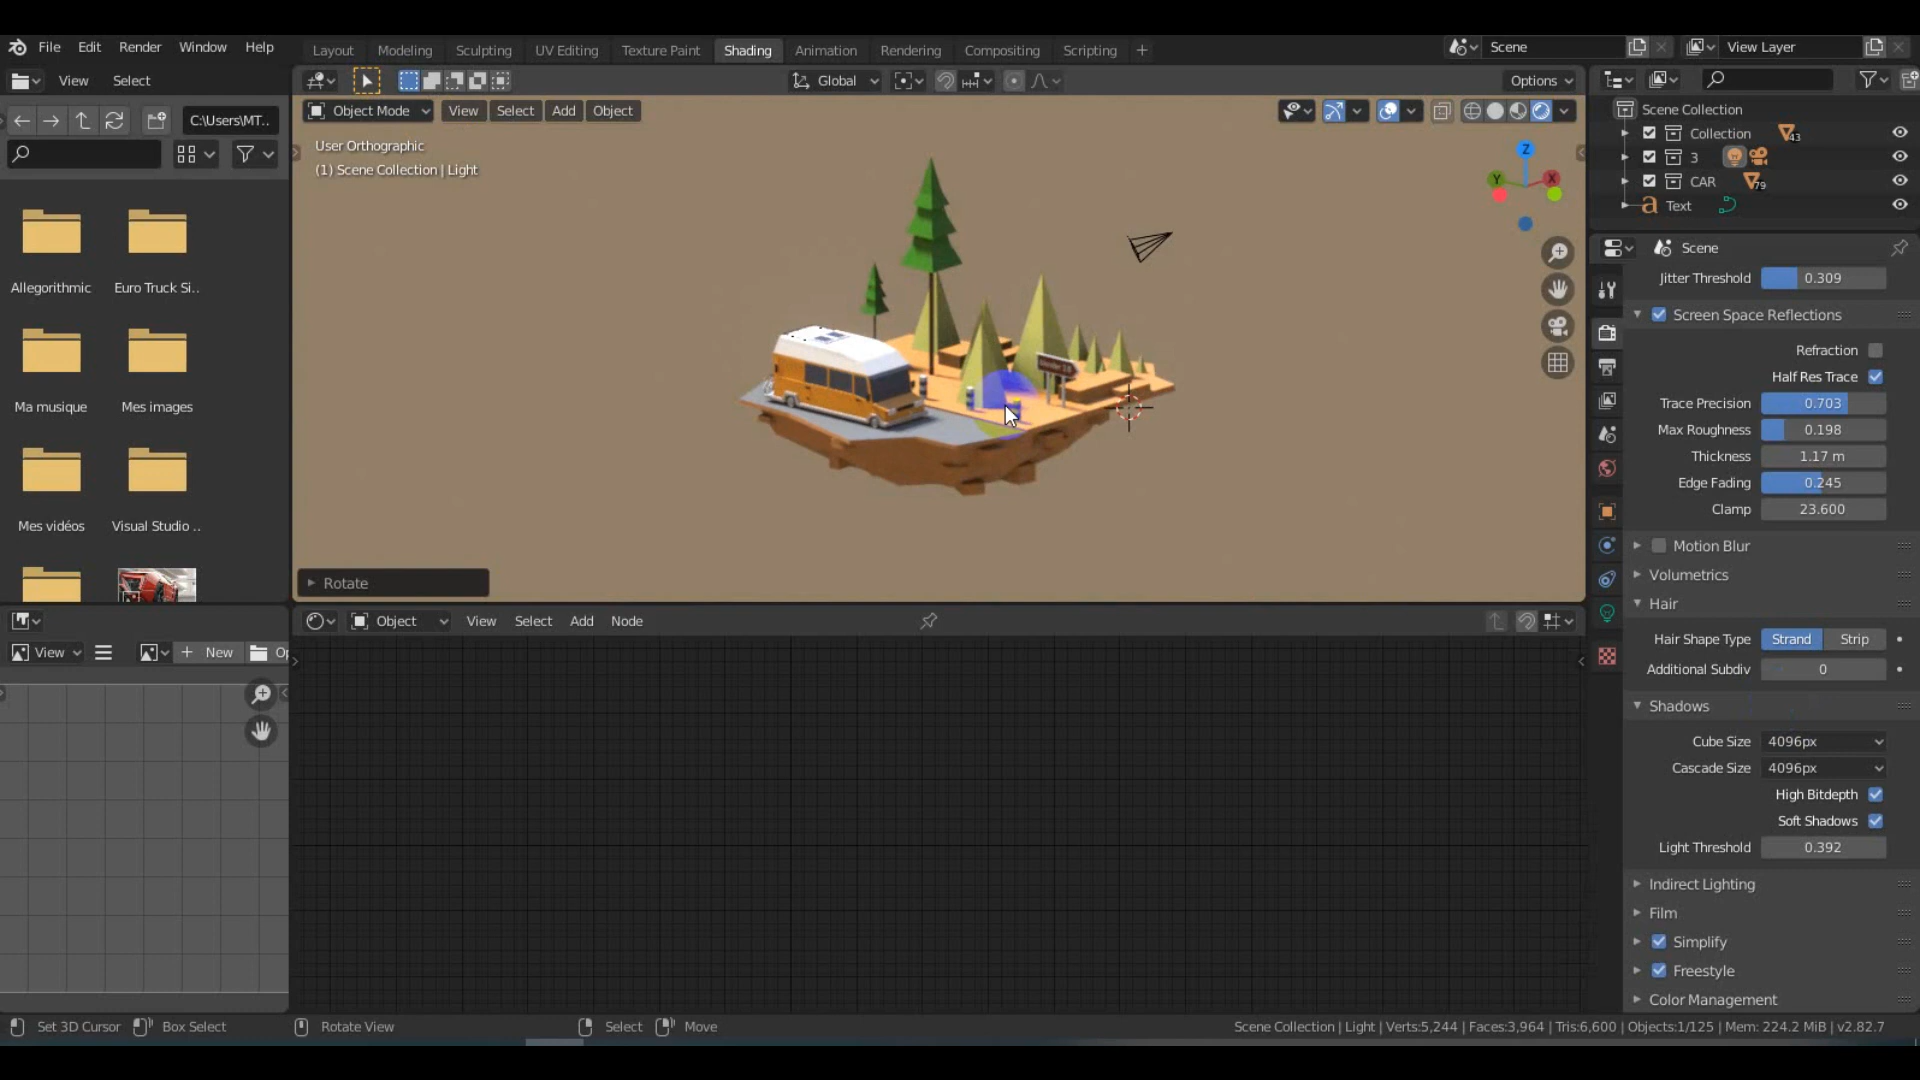 File Edit Render Window Help
Layout Modeling Sculpting UV Editing Texture Paint Shading Animation Rendering Compositing Scripting +
Scene
View Layer
View Select
Global
Options
C:\Users\MT..
Object Mode View Select Add Object
User Orthographic
(1) Scene Collection | Light
Z
Y
X
Allegorithmic Euro Truck Si..
Ma musique Mes images
Mes vidéos Visual Studio ..
Rotate
Scene Collection
Collection 43
3
CAR 79
Text
Scene
Jitter Threshold 0.309
Screen Space Reflections
Refraction
Half Res Trace
Trace Precision 0.703
Max Roughness 0.198
Thickness 1.17 m
Edge Fading 0.245
Clamp 23.600
Motion Blur
Volumetrics
Hair
Hair Shape Type Strand Strip
Additional Subdiv 0
Shadows
Cube Size 4096px
Cascade Size 4096px
High Bitdepth
Soft Shadows
Light Threshold 0.392
Indirect Lighting
Film
Simplify
Freestyle
Color Management
Object View Select Add Node
View
+ New
Op
Set 3D Cursor Box Select Rotate View Select Move
Scene Collection | Light | Verts:5,244 | Faces:3,964 | Tris:6,600 | Objects:1/125 | Mem: 224.2 MiB | v2.82.7